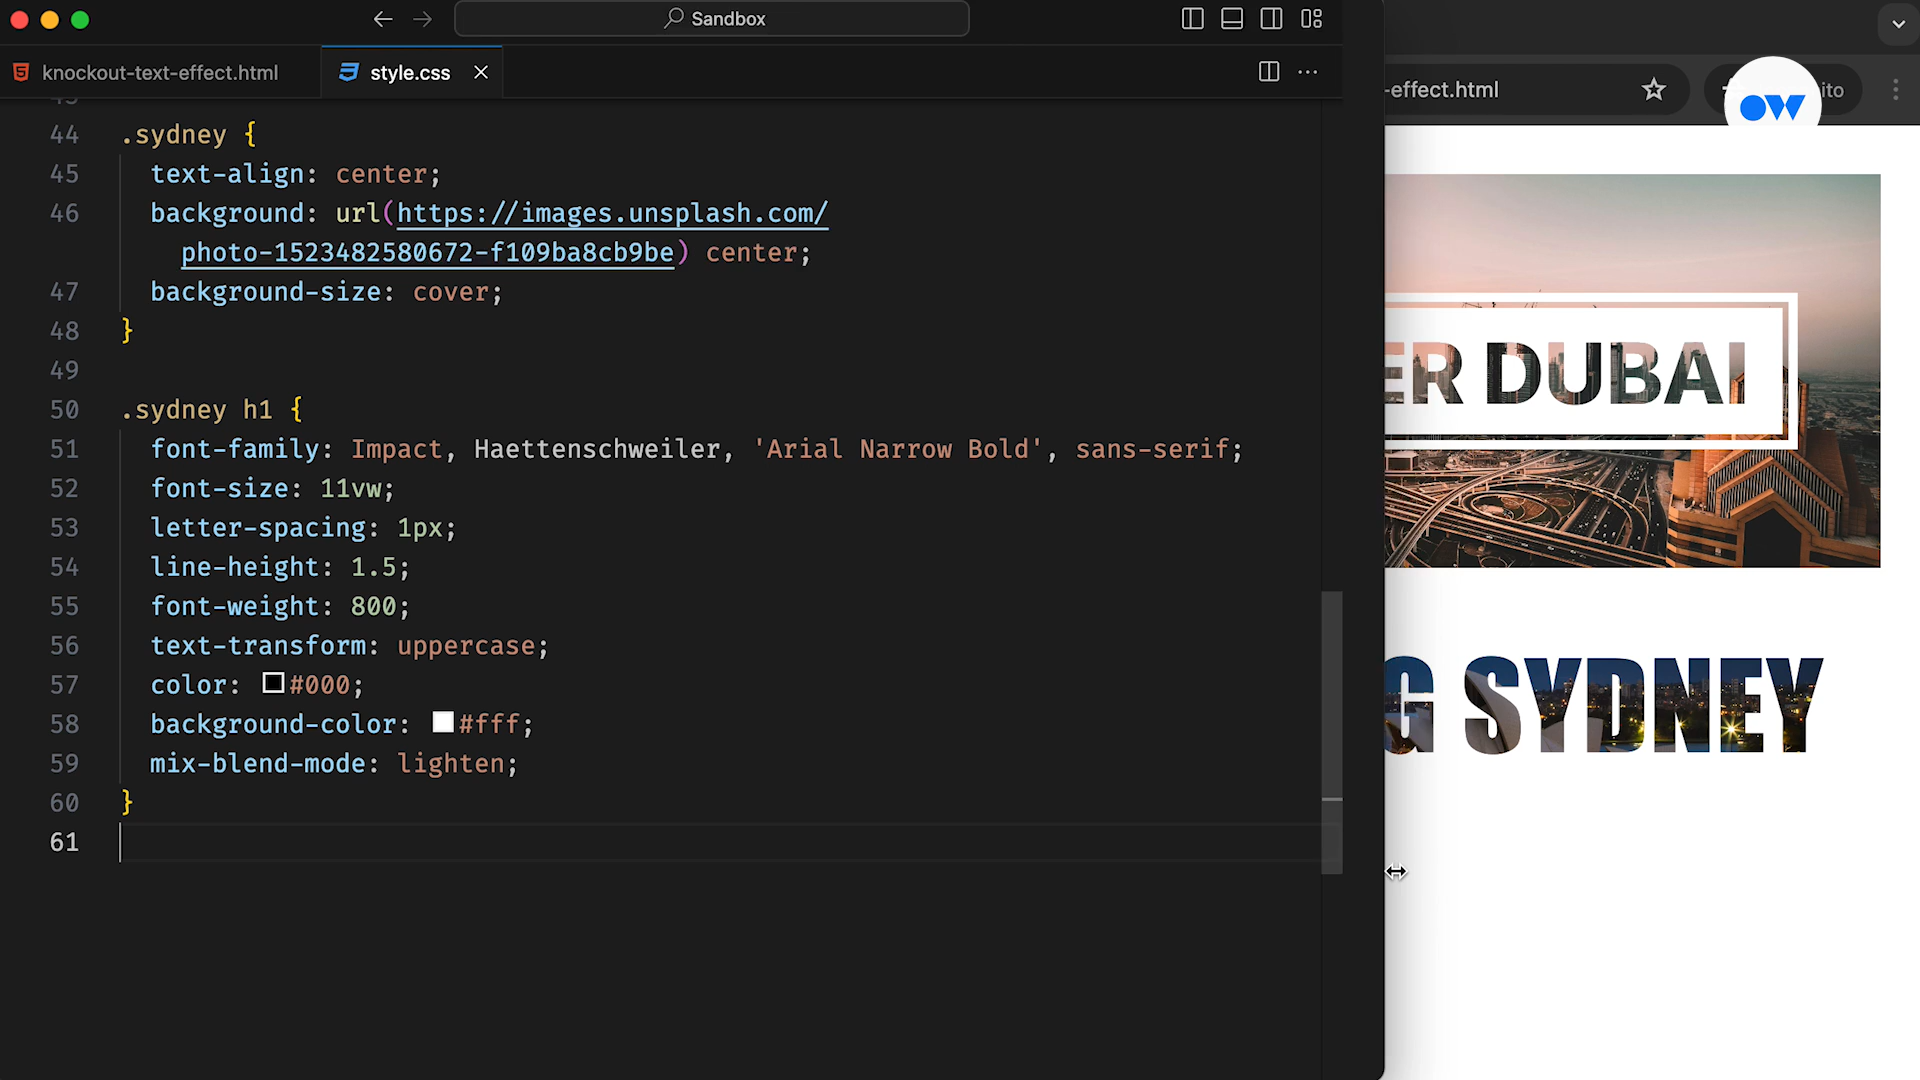 Sandbox
knockout-text-effect.html
style.css
-effect.html
ito
ow
44 .sydney {
45 text-align: center;
46 background: url(https://images.unsplash.com/
photo-1523482580672-f109ba8cb9be) center;
47 background-size: cover;
48 }
49
50 .sydney h1 {
51 font-family: Impact, Haettenschweiler, 'Arial Narrow Bold', sans-serif;
52 font-size: 11vw;
53 letter-spacing: 1px;
54 line-height: 1.5;
55 font-weight: 800;
56 text-transform: uppercase;
57 color: #000;
58 background-color: #fff;
59 mix-blend-mode: lighten;
60 }
61
ER DUBAI
G SYDNEY